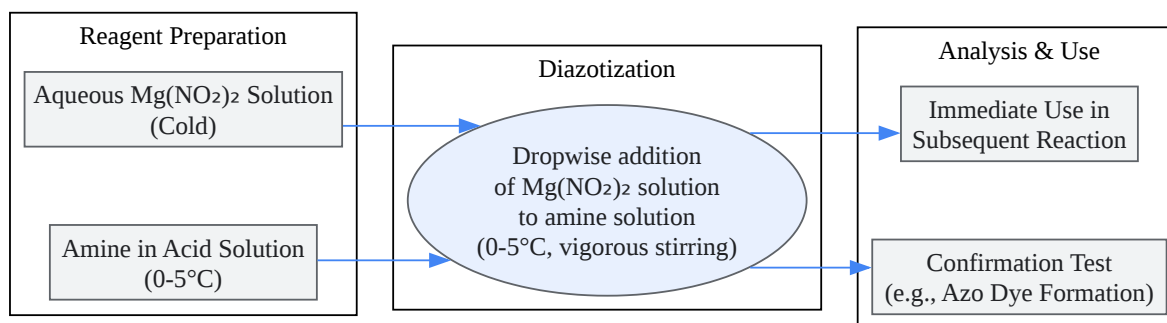 Reagent Preparation
Aqueous Mg(NO₂)₂ Solution
(Cold)
Amine in Acid Solution
(0-5°C)
Diazotization
Dropwise addition
of Mg(NO₂)₂ solution
to amine solution
(0-5°C, vigorous stirring)
Analysis & Use
Immediate Use in
Subsequent Reaction
Confirmation Test
(e.g., Azo Dye Formation)